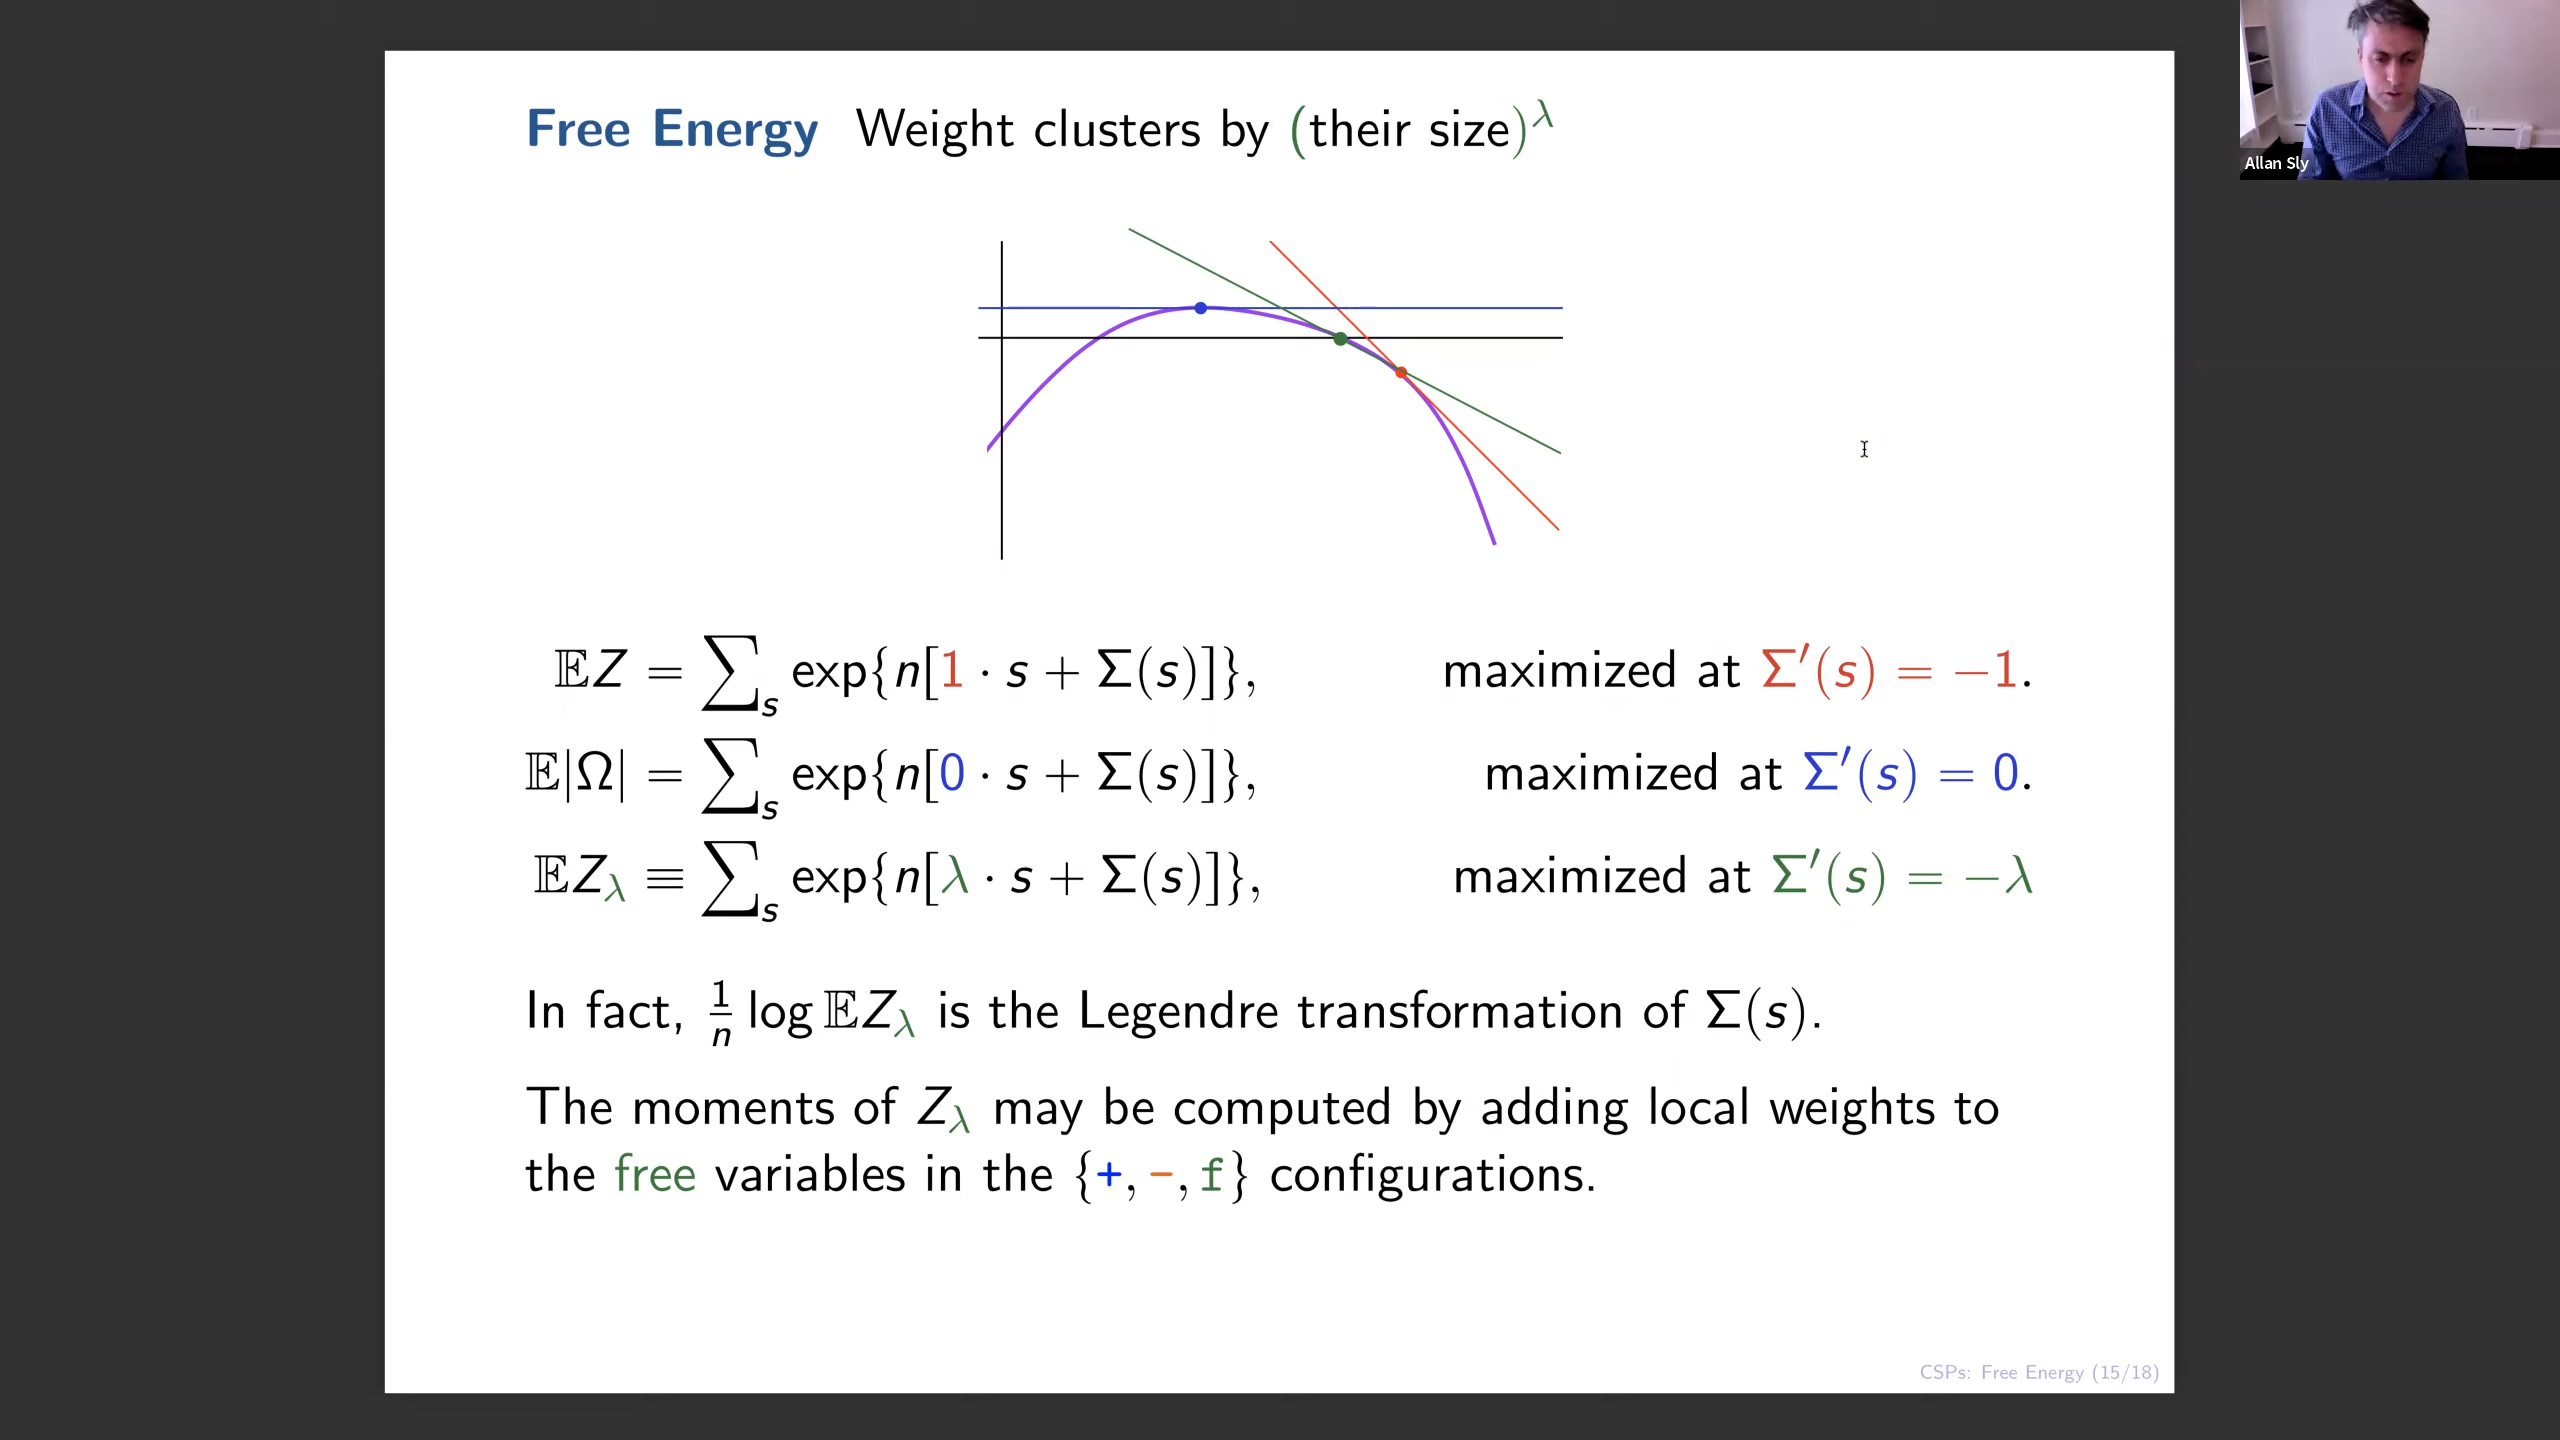 Free Energy Weight clusters by (their size)^λ
𝔼Z = ∑_s exp{n[1 · s + Σ(s)]}, maximized at Σ′(s) = −1.
𝔼|Ω| = ∑_s exp{n[0 · s + Σ(s)]}, maximized at Σ′(s) = 0.
𝔼Z_λ ≡ ∑_s exp{n[λ · s + Σ(s)]}, maximized at Σ′(s) = −λ
In fact, 1/n log 𝔼Z_λ is the Legendre transformation of Σ(s).
The moments of Z_λ may be computed by adding local weights to
the free variables in the {+, -, f} configurations.
CSPs: Free Energy (15/18)
Allan Sly